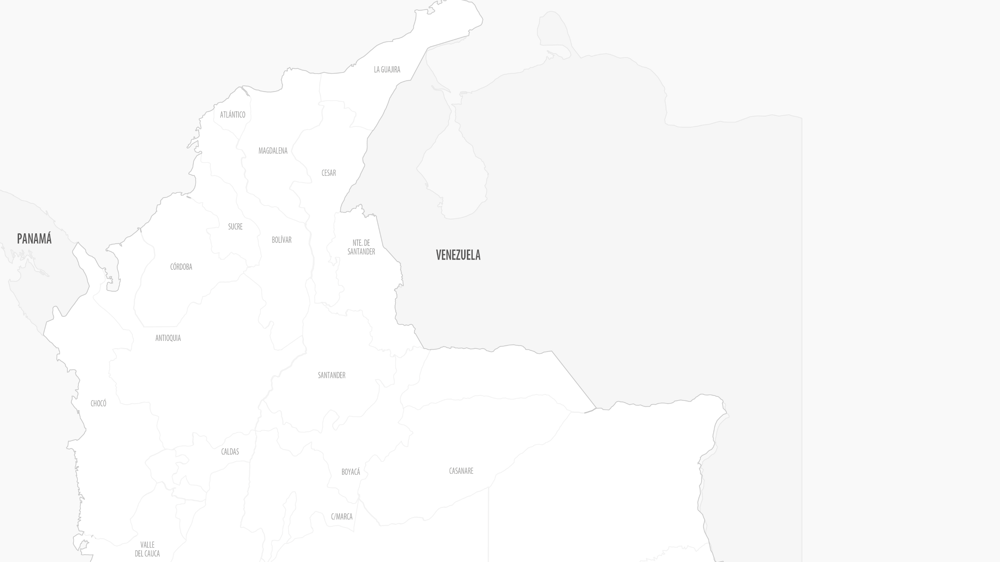 LA GUAJIRA
ATLÁNTICO
MAGDALENA
CESAR
SUCRE
PANAMÁ
BOLÍVAR
NTE. DE
SANTANDER
VENEZUELA
CÓRDOBA
ANTIOQUIA
SANTANDER
CHOCÓ
CALDAS
BOYACÁ
CASANARE
C/MARCA
VALLE
DEL CAUCA